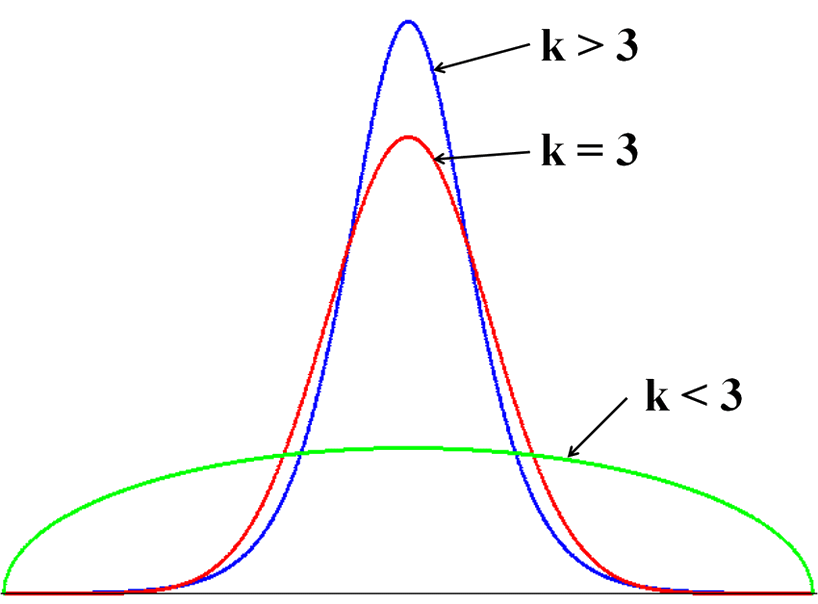 k > 3
k = 3
k < 3